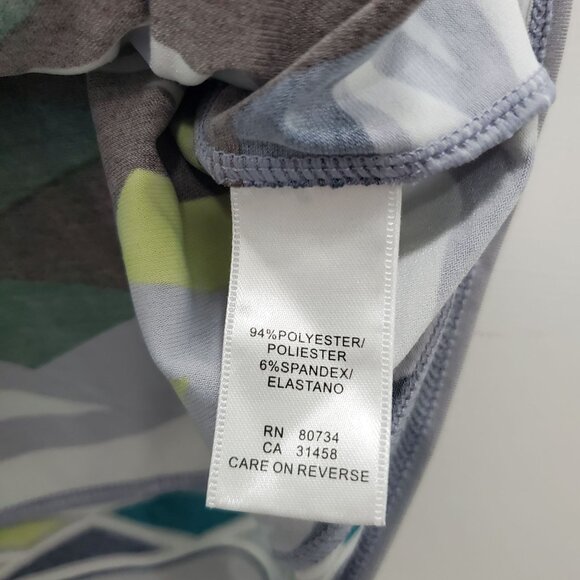 94%POLYESTER/
POLIESTER
6%SPANDEX/
ELASTANO
RN 80734
CA 31458
CARE ON REVERSE